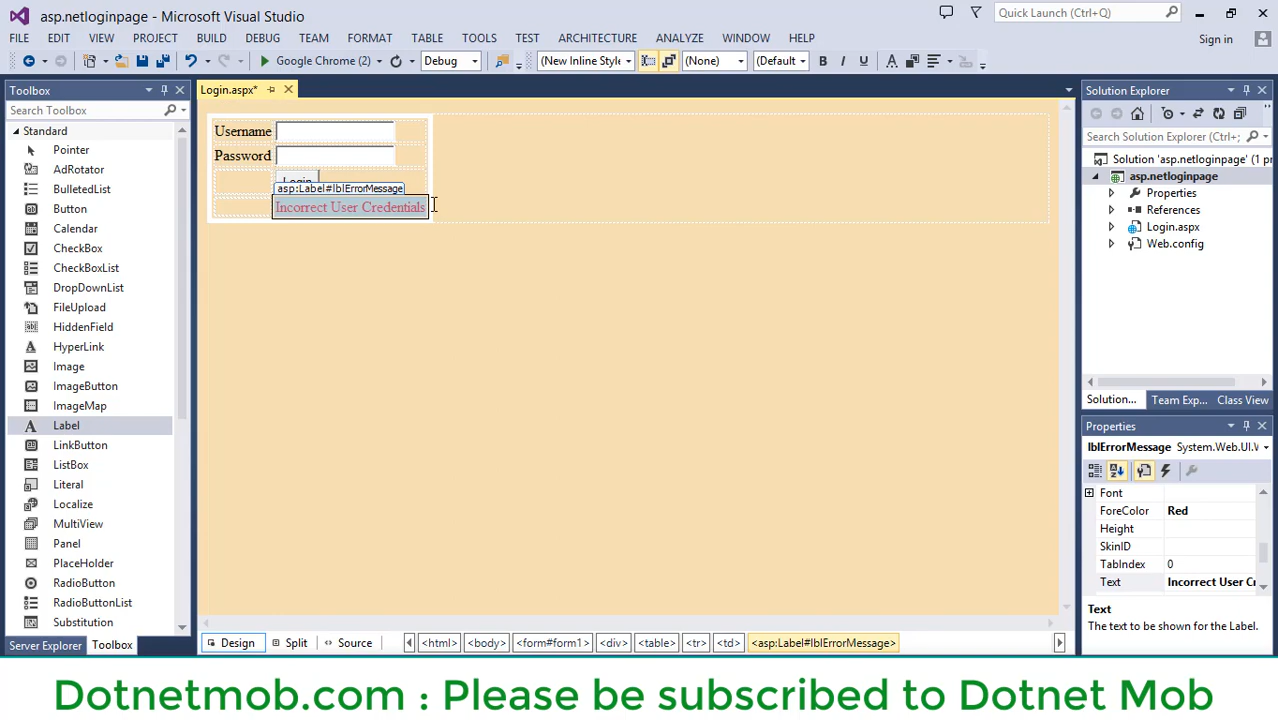 asp.netloginpage - Microsoft Visual Studio
Quick Launch (Ctrl+Q)
FILE EDIT VIEW PROJECT BUILD DEBUG TEAM FORMAT TABLE TOOLS TEST ARCHITECTURE ANALYZE WINDOW HELP
Sign in
Google Chrome (2) Debug (New Inline Style (None) (Default B I U A
Toolbox
Search Toolbox
Standard
Pointer
AdRotator
BulletedList
Button
Calendar
CheckBox
CheckBoxList
DropDownList
FileUpload
HiddenField
HyperLink
Image
ImageButton
ImageMap
A Label
LinkButton
ListBox
Literal
Localize
MultiView
Panel
PlaceHolder
RadioButton
RadioButtonList
Substitution
Server Explorer Toolbox
Login.aspx*
Username
Password
Login
asp:Label#lblErrorMessage
Incorrect User Credentials
Design Split Source <html> <body> <form#form1> <div> <table> <tr> <td> <asp:Label#lblErrorMessage>
Solution Explorer
Search Solution Explorer (Ctrl+;
Solution 'asp.netloginpage' (1 p
asp.netloginpage
Properties
References
Login.aspx
Web.config
Solution... Team Exp... Class View
Properties
lblErrorMessage System.Web.UI.
Font
ForeColor Red
Height
SkinID
TabIndex 0
Text Incorrect User Cr
Text
The text to be shown for the Label.
Dotnetmob.com : Please be subscribed to Dotnet Mob